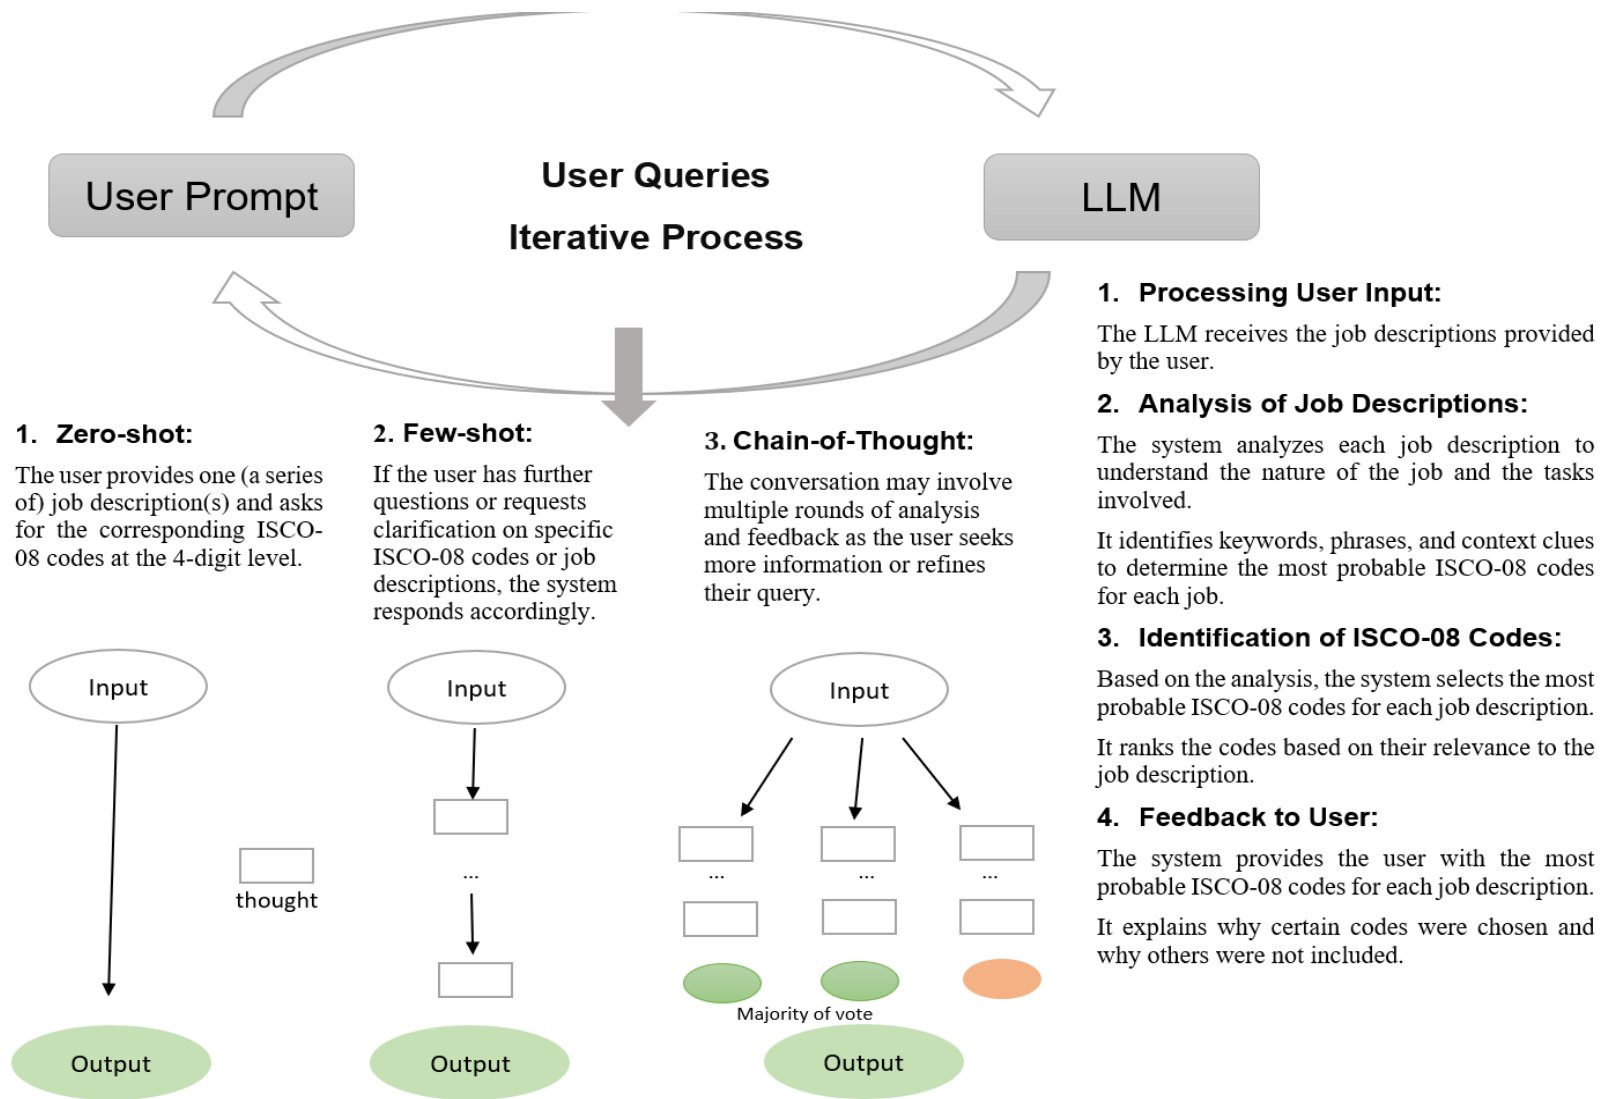 User Prompt
User Queries
Iterative Process
LLM
1. Zero-shot:
The user provides one (a series
of) job description(s) and asks
for the corresponding ISCO-
08 codes at the 4-digit level.
2. Few-shot:
If the user has further
questions or requests
clarification on specific
ISCO-08 codes or job
descriptions, the system
responds accordingly.
3. Chain-of-Thought:
The conversation may involve
multiple rounds of analysis
and feedback as the user seeks
more information or refines
their query.
1. Processing User Input:
The LLM receives the job descriptions provided
by the user.
2. Analysis of Job Descriptions:
The system analyzes each job description to
understand the nature of the job and the tasks
involved.
It identifies keywords, phrases, and context clues
to determine the most probable ISCO-08 codes
for each job.
3. Identification of ISCO-08 Codes:
Based on the analysis, the system selects the most
probable ISCO-08 codes for each job description.
It ranks the codes based on their relevance to the
job description.
4. Feedback to User:
The system provides the user with the most
probable ISCO-08 codes for each job description.
It explains why certain codes were chosen and
why others were not included.
Input
thought
Output
Input
...
Output
Input
...
...
...
Majority of vote
Output